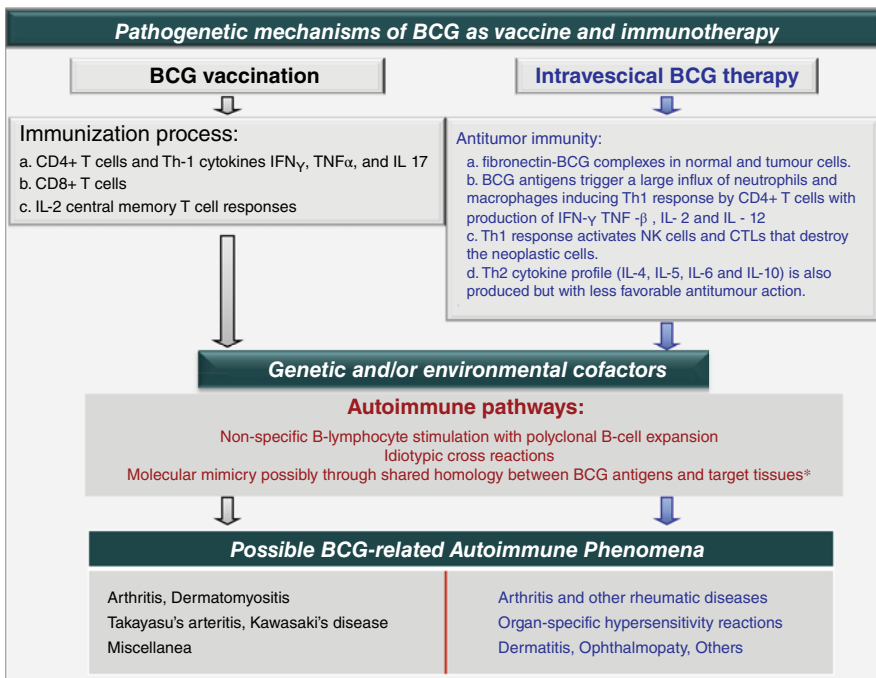 Pathogenetic mechanisms of BCG as vaccine and immunotherapy
BCG vaccination
Immunization process:
a. CD4+ T cells and Th-1 cytokines IFNγ, TNFα, and IL 17
b. CD8+ T cells
c. IL-2 central memory T cell responses
Intravescical BCG therapy
Antitumor immunity:
a. fibronectin-BCG complexes in normal and tumour cells.
b. BCG antigens trigger a large influx of neutrophils and
macrophages inducing Th1 response by CD4+ T cells with
production of IFN-γ TNF -β , IL- 2 and IL - 12
c. Th1 response activates NK cells and CTLs that destroy
the neoplastic cells.
d. Th2 cytokine profile (IL-4, IL-5, IL-6 and IL-10) is also
produced but with less favorable antitumour action.
Genetic and/or environmental cofactors
Autoimmune pathways:
Non-specific B-lymphocyte stimulation with polyclonal B-cell expansion
Idiotypic cross reactions
Molecular mimicry possibly through shared homology between BCG antigens and target tissues*
Possible BCG-related Autoimmune Phenomena
Arthritis, Dermatomyositis
Takayasu's arteritis, Kawasaki's disease
Miscellanea
Arthritis and other rheumatic diseases
Organ-specific hypersensitivity reactions
Dermatitis, Ophthalmopaty, Others